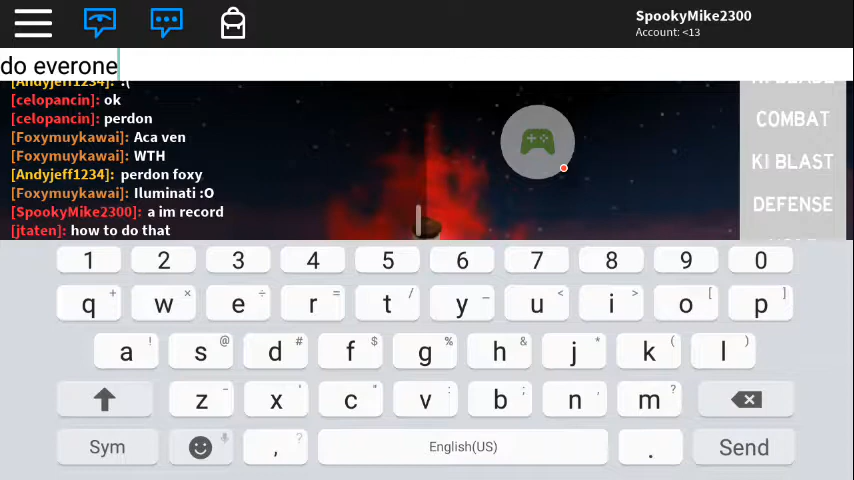 SpookyMike2300
Account: <13
do everone
[Andyjeff1234]: :(
[celopancin]: ok
[celopancin]: perdon
[Foxymuykawai]: Aca ven
[Foxymuykawai]: WTH
[Andyjeff1234]: perdon foxy
[Foxymuykawai]: Iluminati :O
[SpookyMike2300]: a im record
[jtaten]: how to do that
COMBAT
KI BLAST
DEFENSE
1 2 3 4 5 6 7 8 9 0
q + w × e ÷ r = t / y _ u < i > o [ p ]
a ! s @ d # f $ g % h & j * k ( l )
z - x ' c " v : b ; n , m ?
Sym , ? English(US) . Send